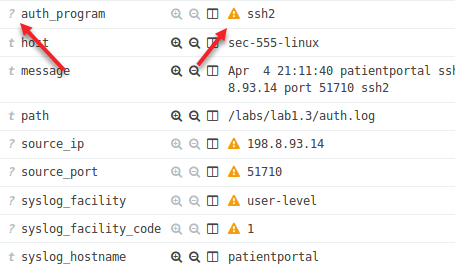 ? auth_program ssh2
t host sec-555-linux
t message Apr 4 21:11:40 patientportal ssh
8.93.14 port 51710 ssh2
t path /labs/lab1.3/auth.log
? source_ip 198.8.93.14
? source_port 51710
? syslog_facility user-level
? syslog_facility_code 1
t syslog_hostname patientportal